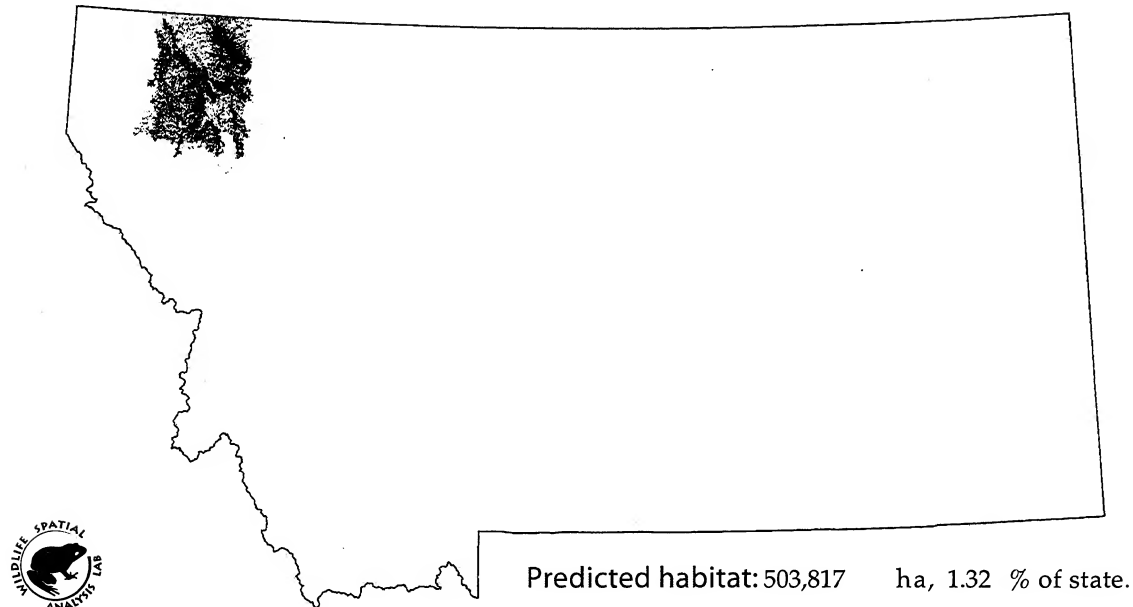 WILDLIFE SPATIAL ANALYSIS LAB
Predicted habitat: 503,817 ha, 1.32 % of state.